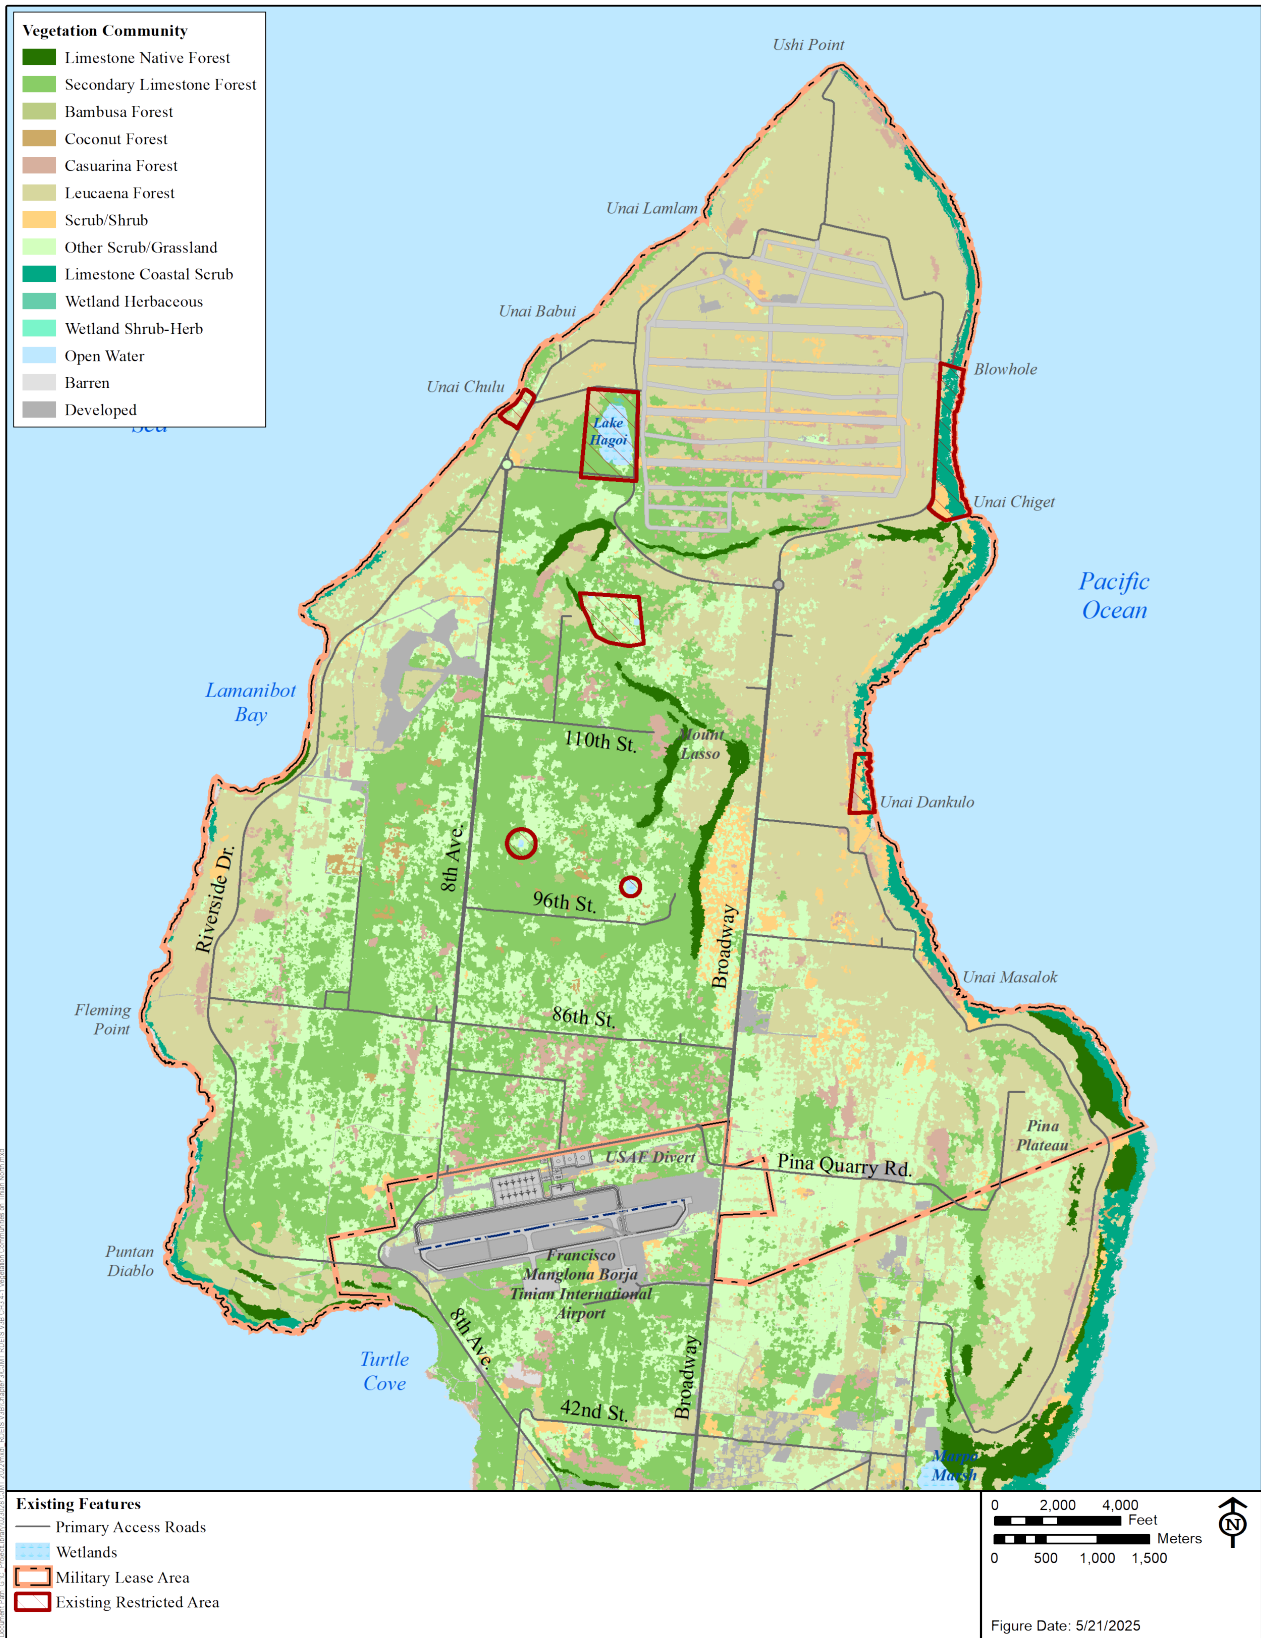 Vegetation Community
Limestone Native Forest
Secondary Limestone Forest
Bambusa Forest
Coconut Forest
Casuarina Forest
Leucaena Forest
Scrub/Shrub
Other Scrub/Grassland
Limestone Coastal Scrub
Wetland Herbaceous
Wetland Shrub-Herb
Open Water
Barren
Developed
Sea
Ushi Point
Unai Lamlam
Unai Babui
Unai Chulu
Blowhole
Lake
Hagoi
Unai Chiget
Pacific
Ocean
Lamanibot
Bay
110th St.
Mount
Lasso
Unai Dankulo
8th Ave.
Riverside Dr.
96th St.
Broadway
Unai Masalok
Fleming
Point
86th St.
Pina
Plateau
USAF Divert
Pina Quarry Rd.
Puntan
Diablo
Francisco
Manglona Borja
Tinian International
Airport
8th Ave.
Turtle
Cove
Broadway
42nd St.
Marpo
Marsh
Existing Features
Primary Access Roads
Wetlands
Military Lease Area
Existing Restricted Area
0 2,000 4,000
Feet
Meters
0 500 1,000 1,500
N
Figure Date: 5/21/2025